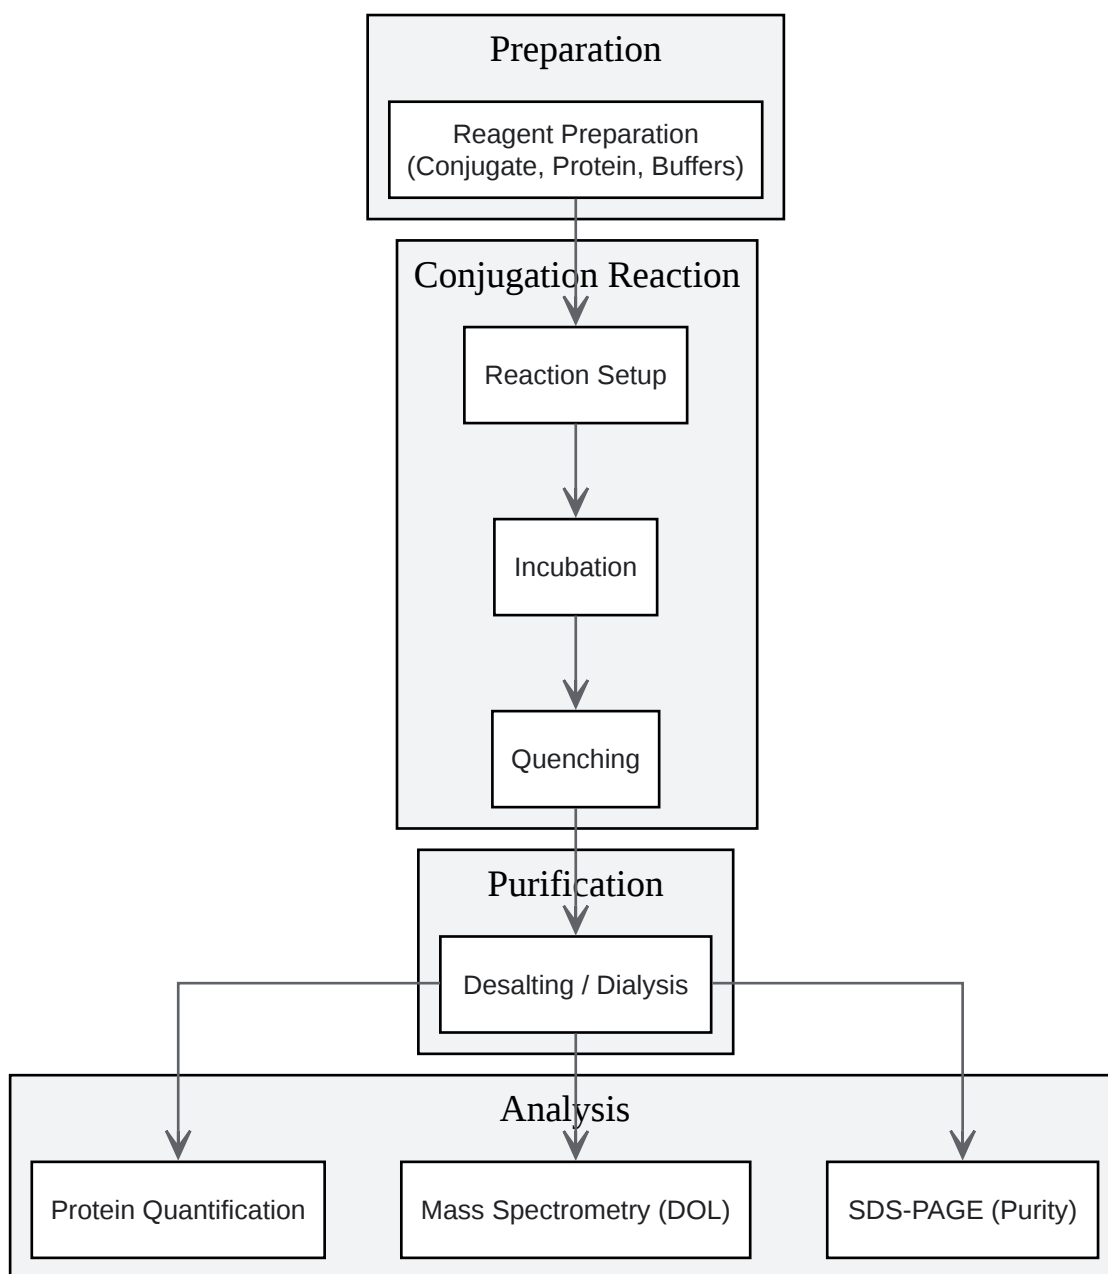 Preparation
Reagent Preparation
(Conjugate, Protein, Buffers)
Conjugation Reaction
Reaction Setup
Incubation
Quenching
Purification
Desalting / Dialysis
Analysis
Protein Quantification
Mass Spectrometry (DOL)
SDS-PAGE (Purity)